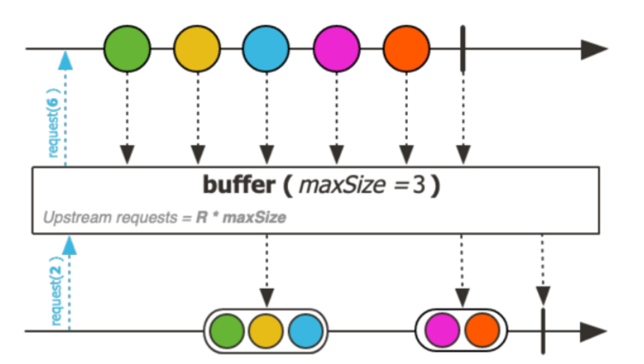 request(6)
buffer ( maxSize = 3 )
Upstream requests = R * maxSize
request(2)